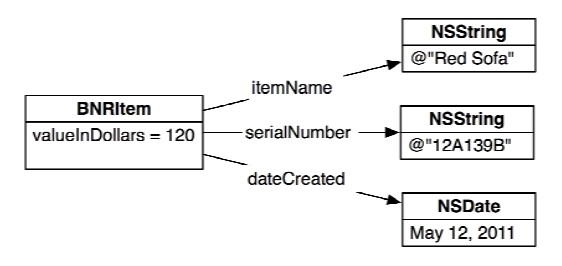 NSString
@"Red Sofa"
itemName
BNRItem
valueInDollars = 120
serialNumber
NSString
@"12A139B"
dateCreated
NSDate
May 12, 2011